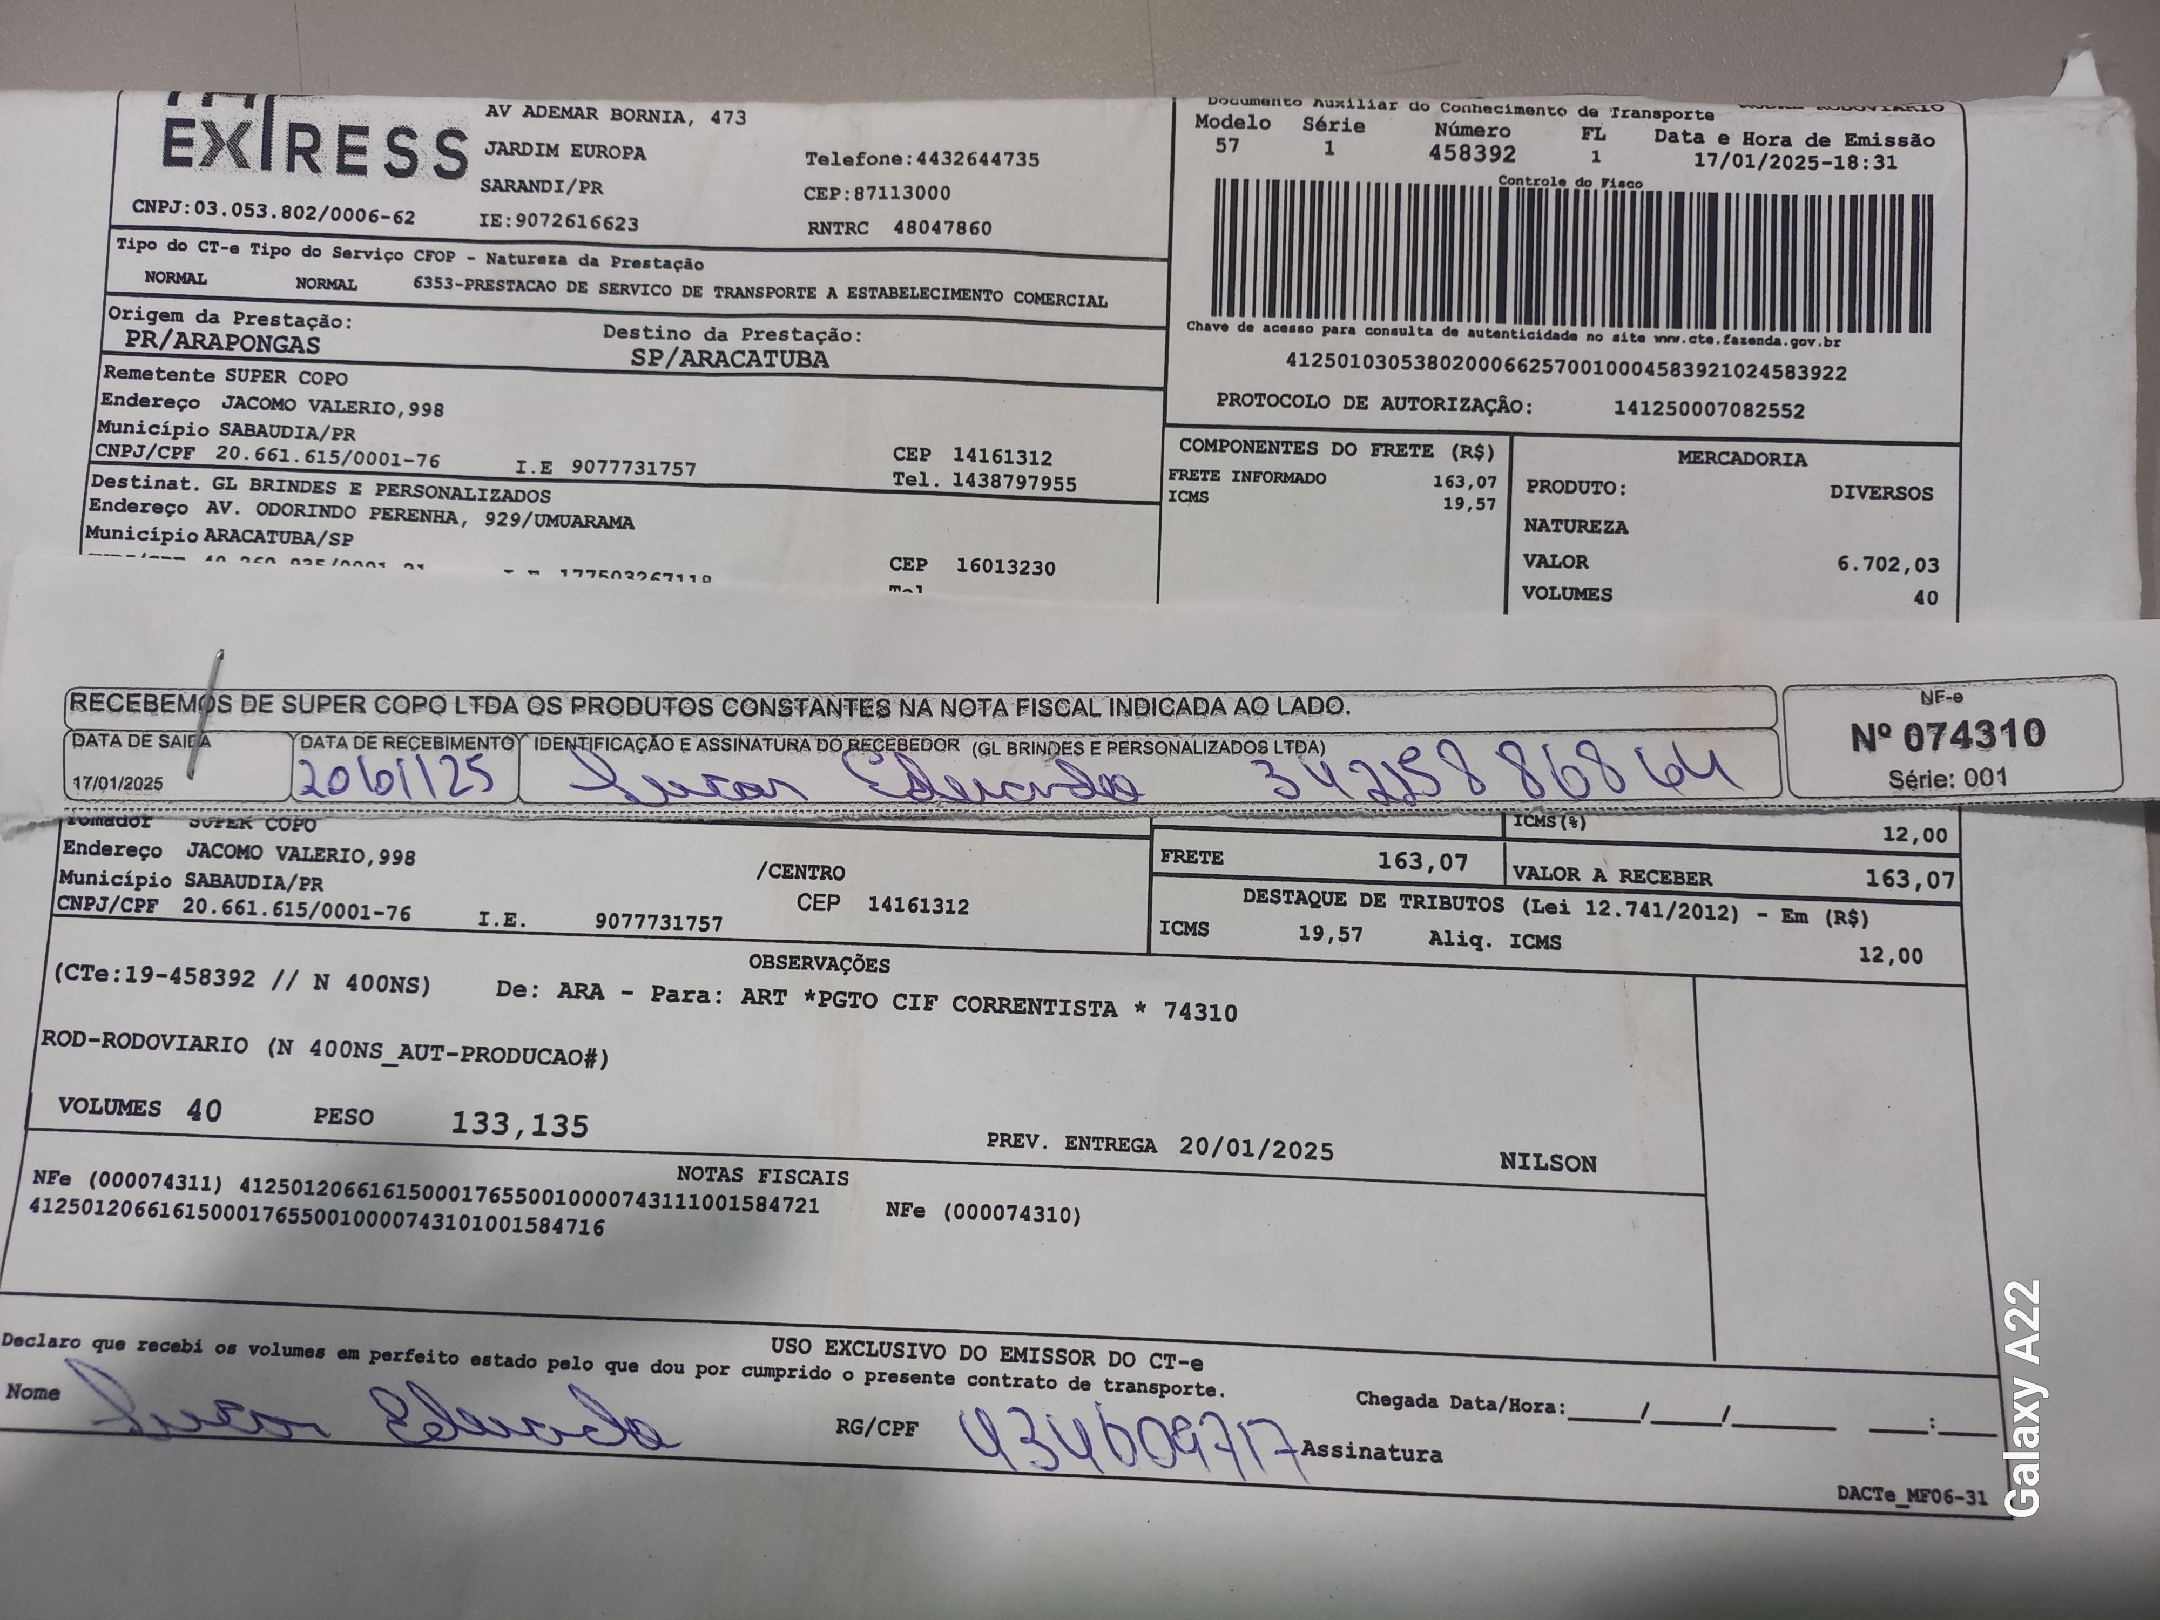 EXPRESS
AV ADEMAR BORNIA, 473
JARDIM EUROPA
SARANDI/PR
IE:9072616623
Telefone:4432644735
CEP:87113000
RNTRC 48047860
CNPJ:03.053.802/0006-62
Documento Auxiliar do Conhecimento de Transporte
Modelo Série Número FL Data e Hora de Emissão
57 1 458392 1 17/01/2025-18:31
Controle do Fisco
Chave de acesso para consulta de autenticidade no site www.cte.fazenda.gov.br
41250103053802000662570010004583921024583922
PROTOCOLO DE AUTORIZAÇÃO: 141250007082552
Tipo do CT-e Tipo do Serviço CFOP - Natureza da Prestação
NORMAL NORMAL 6353-PRESTACAO DE SERVICO DE TRANSPORTE A ESTABELECIMENTO COMERCIAL
Origem da Prestação: Destino da Prestação:
PR/ARAPONGAS SP/ARACATUBA
Remetente SUPER COPO
Endereço JACOMO VALERIO,998
Município SABAUDIA/PR CEP 14161312
CNPJ/CPF 20.661.615/0001-76 I.E 9077731757 Tel. 1438797955
Destinat. GL BRINDES E PERSONALIZADOS
Endereço AV. ODORINDO PERENHA, 929/UMUARAMA
Município ARACATUBA/SP CEP 16013230
COMPONENTES DO FRETE (R$)
FRETE INFORMADO 163,07
ICMS 19,57
MERCADORIA
PRODUTO: DIVERSOS
NATUREZA
VALOR 6.702,03
VOLUMES 40
RECEBEMOS DE SUPER COPO LTDA OS PRODUTOS CONSTANTES NA NOTA FISCAL INDICADA AO LADO.
DATA DE SAIDA DATA DE RECEBIMENTO IDENTIFICAÇÃO E ASSINATURA DO RECEBEDOR (GL BRINDES E PERSONALIZADOS LTDA)
17/01/2025 Eduardo
NF-e
Nº 074310
Série: 001
Tomador SUPER COPO
Endereço JACOMO VALERIO,998 /CENTRO
Município SABAUDIA/PR CEP 14161312
CNPJ/CPF 20.661.615/0001-76 I.E. 9077731757
ICMS(%) 12,00
FRETE 163,07 VALOR A RECEBER 163,07
DESTAQUE DE TRIBUTOS (Lei 12.741/2012) - Em (R$)
ICMS 19,57 Aliq. ICMS 12,00
OBSERVAÇÕES
(CTe:19-458392 // N 400NS) De: ARA - Para: ART *PGTO CIF CORRENTISTA * 74310
ROD-RODOVIARIO (N 400NS_AUT-PRODUCAO#)
VOLUMES 40 PESO 133,135 PREV. ENTREGA 20/01/2025 NILSON
NOTAS FISCAIS
NFe (000074311) 41250120661615000176550010000743111001584721 NFe (000074310)
41250120661615000176550010000743101001584716
USO EXCLUSIVO DO EMISSOR DO CT-e
Declaro que recebi os volumes em perfeito estado pelo que dou por cumprido o presente contrato de transporte.
Nome Eduardo RG/CPF 434609717 Assinatura
Chegada Data/Hora:____/____/______ ___:___
DACTe_MF06-31
Galaxy A22